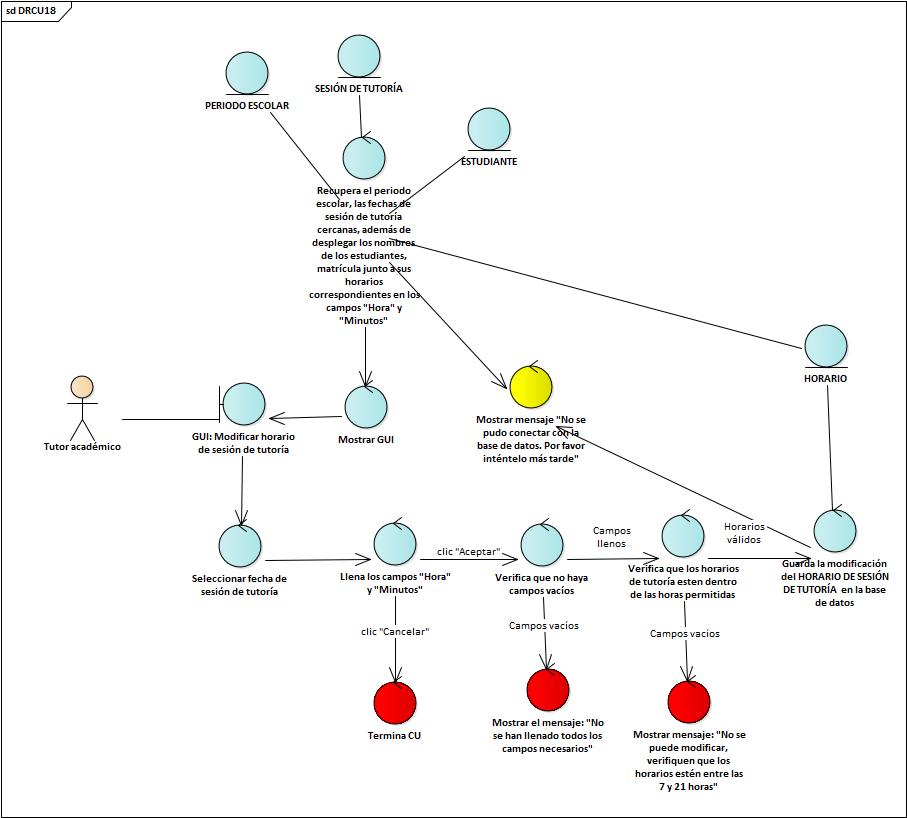 sd DRCU18
PERIODO ESCOLAR
SESIÓN DE TUTORÍA
ESTUDIANTE
Recupera el periodo
escolar, las fechas de
sesión de tutoría
cercanas, además de
desplegar los nombres
de los estudiantes,
matrícula junto a sus
horarios
correspondientes en los
campos "Hora" y
"Minutos"
HORARIO
Tutor académico
GUI: Modificar horario
de sesión de tutoría
Mostrar GUI
Mostrar mensaje "No se
pudo conectar con la
base de datos. Por favor
inténtelo más tarde"
Seleccionar fecha de
sesión de tutoría
Llena los campos "Hora"
y "Minutos"
clic "Aceptar"
Verifica que no haya
campos vacíos
Campos
llenos
Verifica que los horarios
de tutoría esten dentro
de las horas permitidas
Horarios
válidos
Guarda la modificación
del HORARIO DE SESIÓN
DE TUTORÍA en la base
de datos
clic "Cancelar"
Campos vacíos
Campos vacíos
Termina CU
Mostrar el mensaje: "No
se han llenado todos los
campos necesarios"
Mostrar mensaje: "No se
puede modificar,
verifiquen que los
horarios estén entre las
7 y 21 horas"